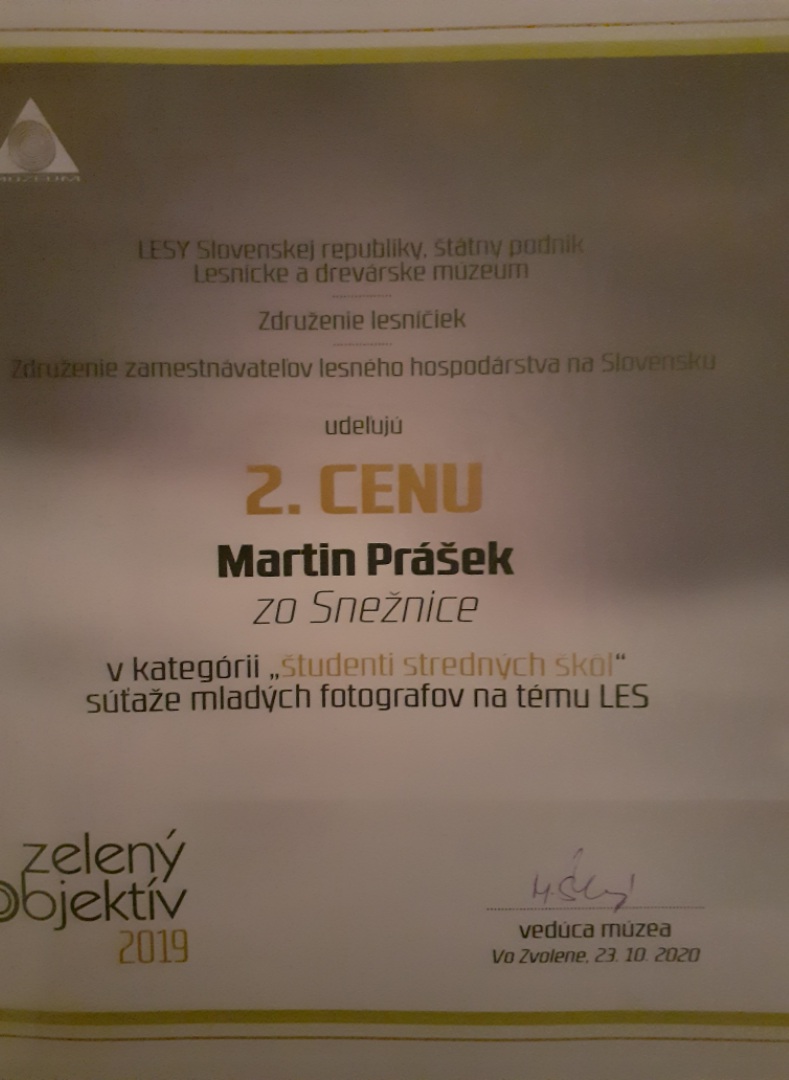 MÚZEUM
LESY Slovenskej republiky, štátny podnik
Lesnícke a drevárske múzeum
Združenie lesníčiek
Združenie zamestnávateľov lesného hospodárstva na Slovensku
udeľujú
2. CENU
Martin Prášek
zo Snežnice
v kategórii „študenti stredných škôl“
súťaže mladých fotografov na tému LES
zelený
objektív
2019
vedúca múzea
Vo Zvolene, 23. 10. 2020